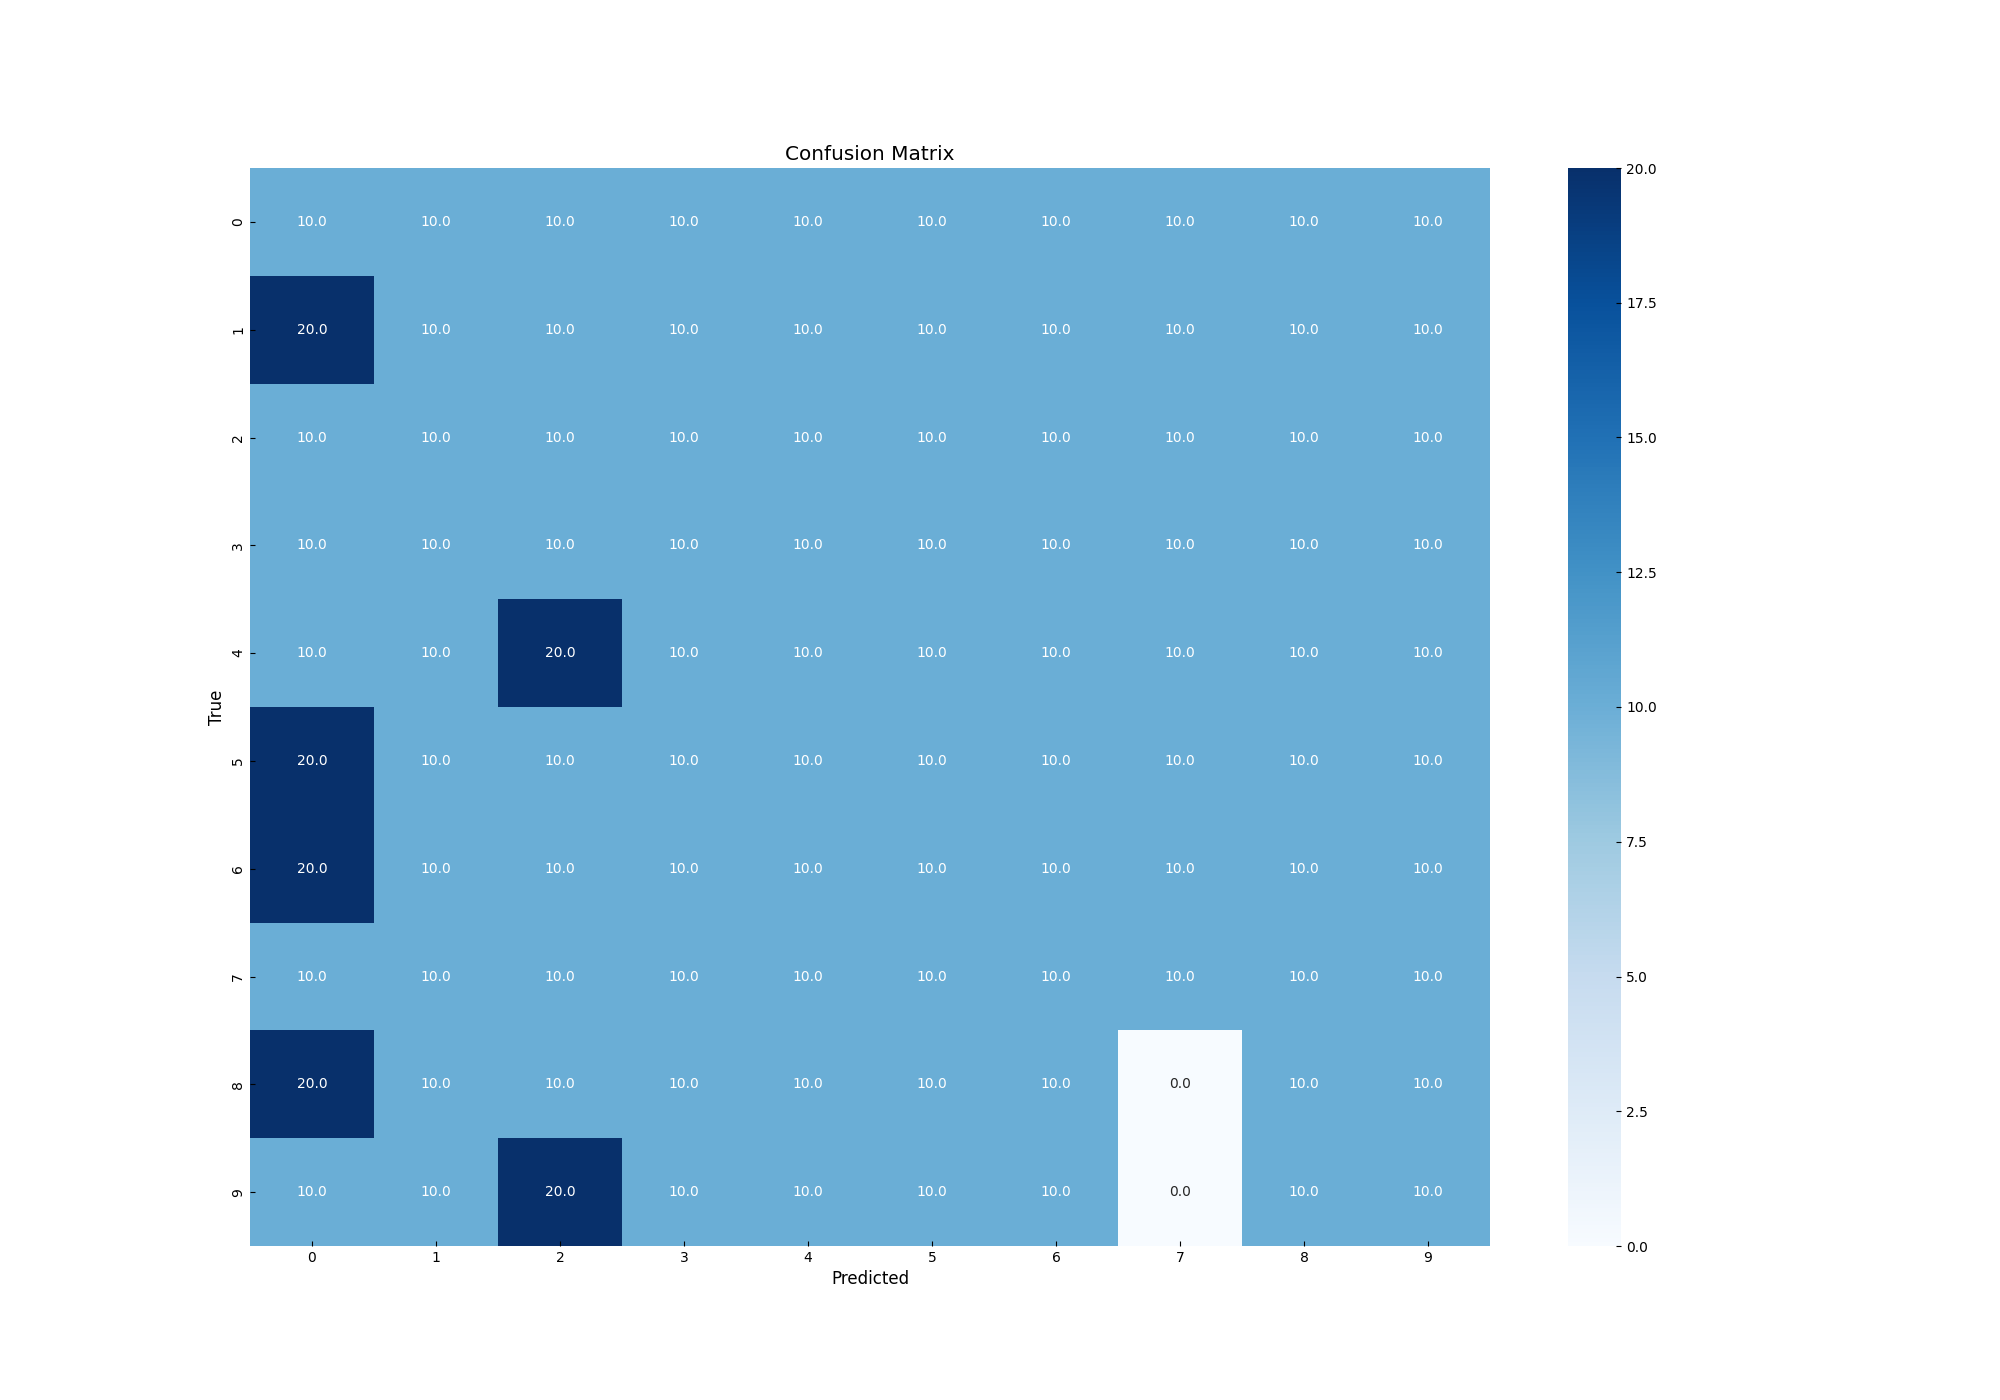 Confusion Matrix
0 10.0 10.0 10.0 10.0 10.0 10.0 10.0 10.0 10.0 10.0
1 20.0 10.0 10.0 10.0 10.0 10.0 10.0 10.0 10.0 10.0
2 10.0 10.0 10.0 10.0 10.0 10.0 10.0 10.0 10.0 10.0
3 10.0 10.0 10.0 10.0 10.0 10.0 10.0 10.0 10.0 10.0
4 10.0 10.0 20.0 10.0 10.0 10.0 10.0 10.0 10.0 10.0
5 20.0 10.0 10.0 10.0 10.0 10.0 10.0 10.0 10.0 10.0
6 20.0 10.0 10.0 10.0 10.0 10.0 10.0 10.0 10.0 10.0
7 10.0 10.0 10.0 10.0 10.0 10.0 10.0 10.0 10.0 10.0
8 20.0 10.0 10.0 10.0 10.0 10.0 10.0 0.0 10.0 10.0
9 10.0 10.0 20.0 10.0 10.0 10.0 10.0 0.0 10.0 10.0
0 1 2 3 4 5 6 7 8 9
Predicted
True
20.0
17.5
15.0
12.5
10.0
7.5
5.0
2.5
0.0